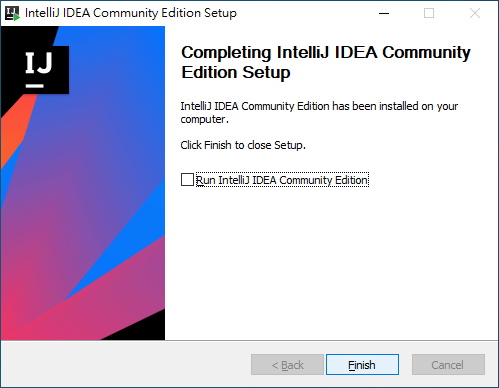 IntelliJ IDEA Community Edition Setup
IJ
Completing IntelliJ IDEA Community
Edition Setup
IntelliJ IDEA Community Edition has been installed on your
computer.
Click Finish to close Setup.
Run IntelliJ IDEA Community Edition
< Back
Finish
Cancel